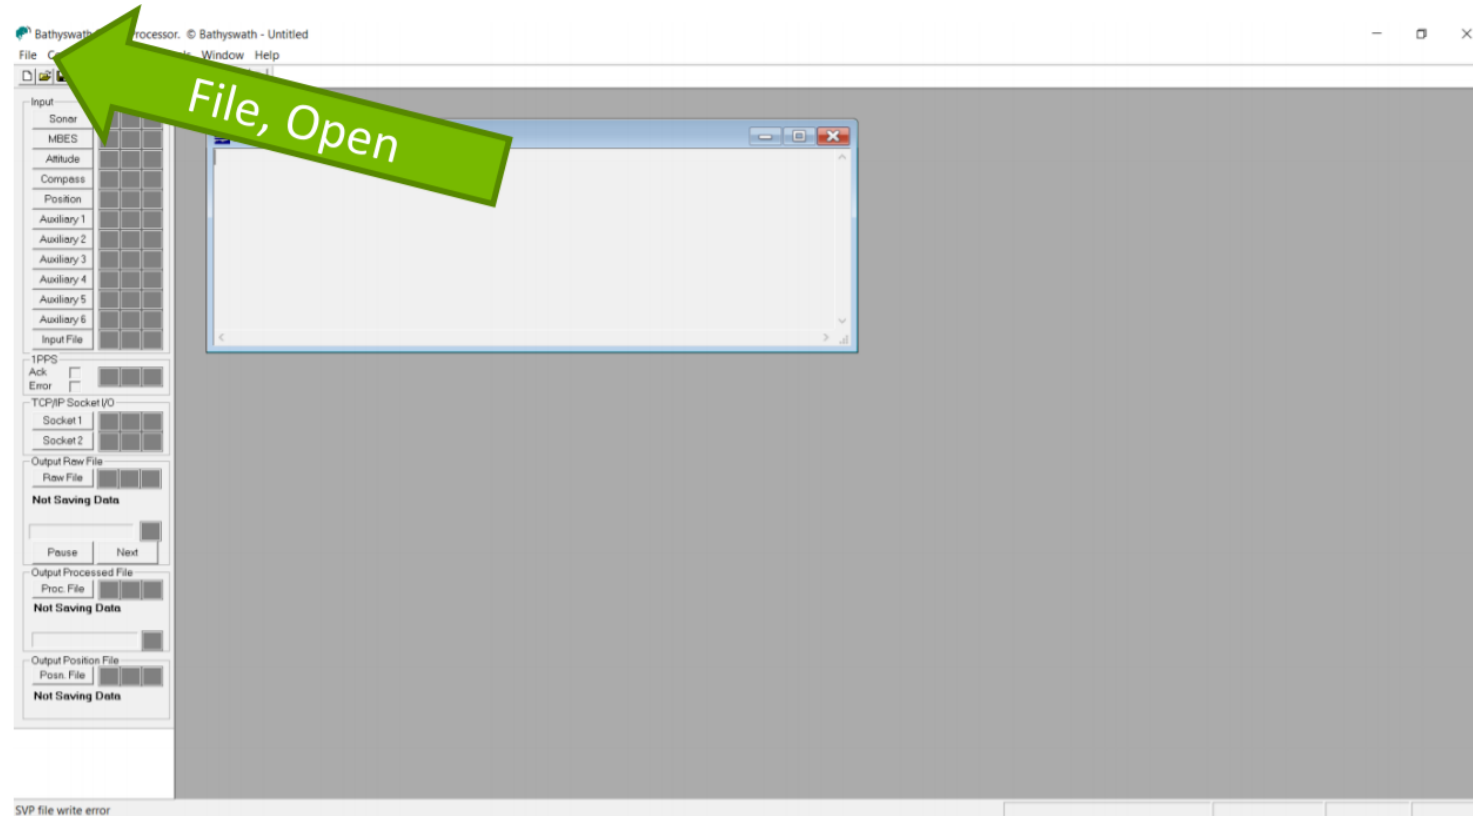 Bathyswath rocessor. © Bathyswath - Untitled
File Window Help
File, Open
Input
Sonar
MBES
Attitude
Compass
Position
Auxiliary 1
Auxiliary 2
Auxiliary 3
Auxiliary 4
Auxiliary 5
Auxiliary 6
Input File
1PPS
Ack
Error
TCP/IP Socket I/O
Socket 1
Socket 2
Output Raw File
Raw File
Not Saving Data
Pause Next
Output Processed File
Proc. File
Not Saving Data
Output Position File
Posn. File
Not Saving Data
SVP file write error